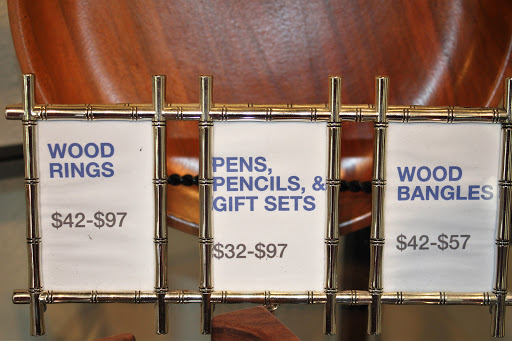 WOOD
RINGS
$42-$97
PENS,
PENCILS, &
GIFT SETS
$32-$97
WOOD
BANGLES
$42-$57